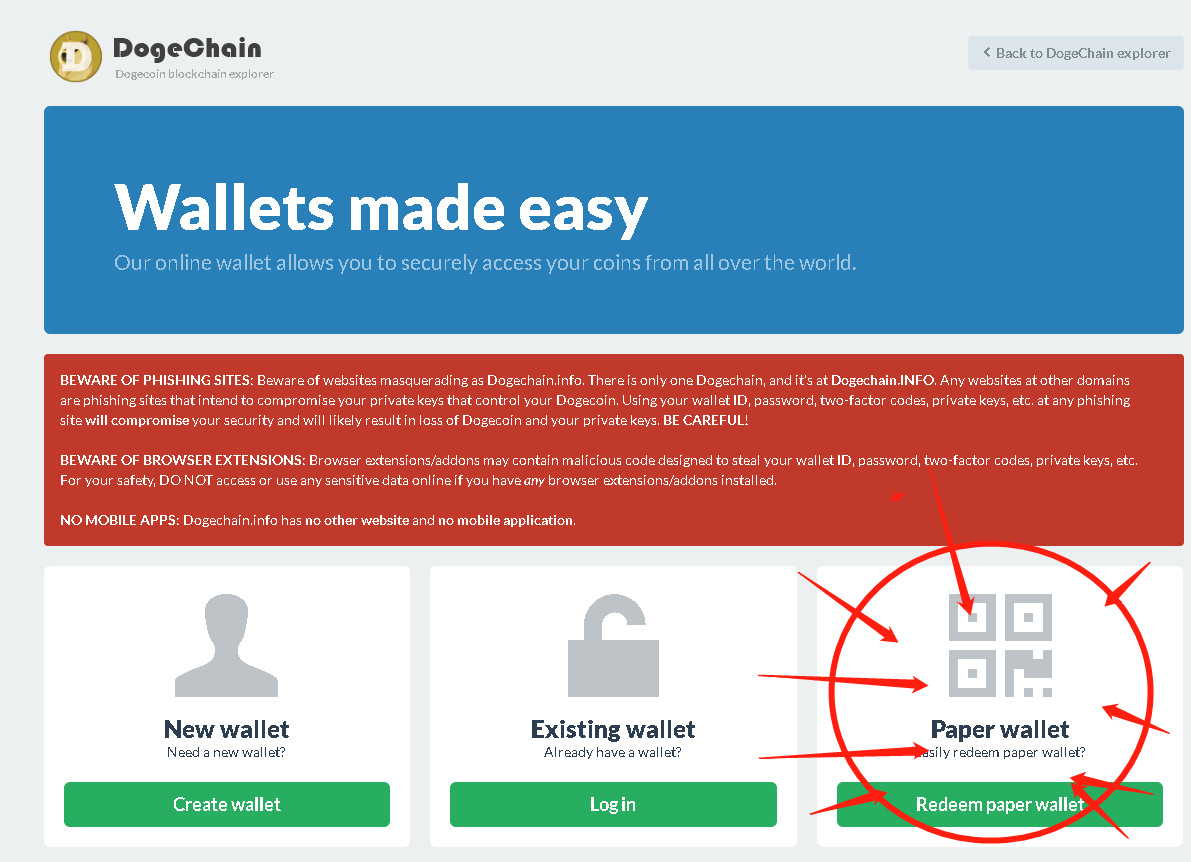 DogeChain
Dogecoin blockchain explorer
Back to DogeChain explorer
Wallets made easy
Our online wallet allows you to securely access your coins from all over the world.
BEWARE OF PHISHING SITES: Beware of websites masquerading as Dogechain.info. There is only one Dogechain, and it's at Dogechain.INFO. Any websites at other domains
are phishing sites that intend to compromise your private keys that control your Dogecoin. Using your wallet ID, password, two-factor codes, private keys, etc. at any phishing
site will compromise your security and will likely result in loss of Dogecoin and your private keys. BE CAREFUL!
BEWARE OF BROWSER EXTENSIONS: Browser extensions/addons may contain malicious code designed to steal your wallet ID, password, two-factor codes, private keys, etc.
For your safety, DO NOT access or use any sensitive data online if you have any browser extensions/addons installed.
NO MOBILE APPS: Dogechain.info has no other website and no mobile application.
New wallet
Need a new wallet?
Create wallet
Existing wallet
Already have a wallet?
Log in
Paper wallet
Easily redeem paper wallet?
Redeem paper wallet